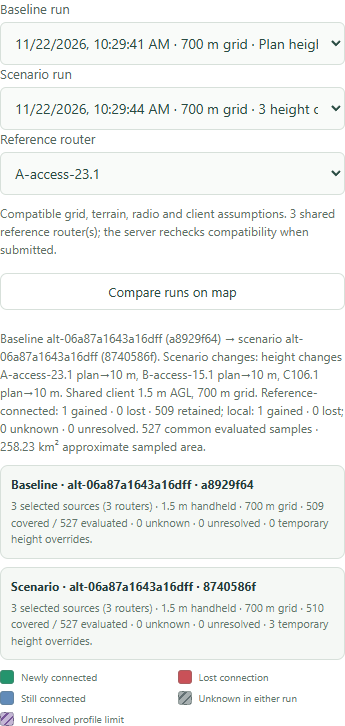 Baseline run
11/22/2026, 10:29:41 AM · 700 m grid · Plan heigl
Scenario run
11/22/2026, 10:29:44 AM · 700 m grid · 3 height c
Reference router
A-access-23.1
Compatible grid, terrain, radio and client assumptions. 3 shared
reference router(s); the server rechecks compatibility when
submitted.
Compare runs on map
Baseline alt-06a87a1643a16dff (a8929f64) → scenario alt-
06a87a1643a16dff (8740586f). Scenario changes: height changes
A-access-23.1 plan→10 m, B-access-15.1 plan→10 m, C106.1
plan→10 m. Shared client 1.5 m AGL, 700 m grid. Reference-
connected: 1 gained · 0 lost · 509 retained; local: 1 gained · 0 lost;
0 unknown · 0 unresolved. 527 common evaluated samples ·
258.23 km² approximate sampled area.
Baseline · alt-06a87a1643a16dff · a8929f64
3 selected sources (3 routers) · 1.5 m handheld · 700 m grid · 509
covered / 527 evaluated · 0 unknown · 0 unresolved · 0 temporary
height overrides.
Scenario · alt-06a87a1643a16dff · 8740586f
3 selected sources (3 routers) · 1.5 m handheld · 700 m grid · 510
covered / 527 evaluated · 0 unknown · 0 unresolved · 3 temporary
height overrides.
Newly connected
Lost connection
Still connected
Unknown in either run
Unresolved profile limit